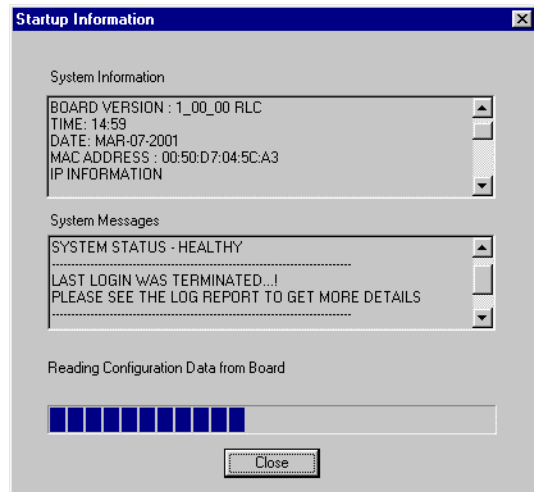 Startup Information
System Information
BOARD VERSION : 1_00_00 RLC
TIME: 14:59
DATE: MAR-07-2001
MAC ADDRESS : 00:50:D7:04:5C:A3
IP INFORMATION
System Messages
SYSTEM STATUS - HEALTHY
--------------------------------------------------------------------------
LAST LOGIN WAS TERMINATED...!
PLEASE SEE THE LOG REPORT TO GET MORE DETAILS
--------------------------------------------------------------------------
Reading Configuration Data from Board
Close